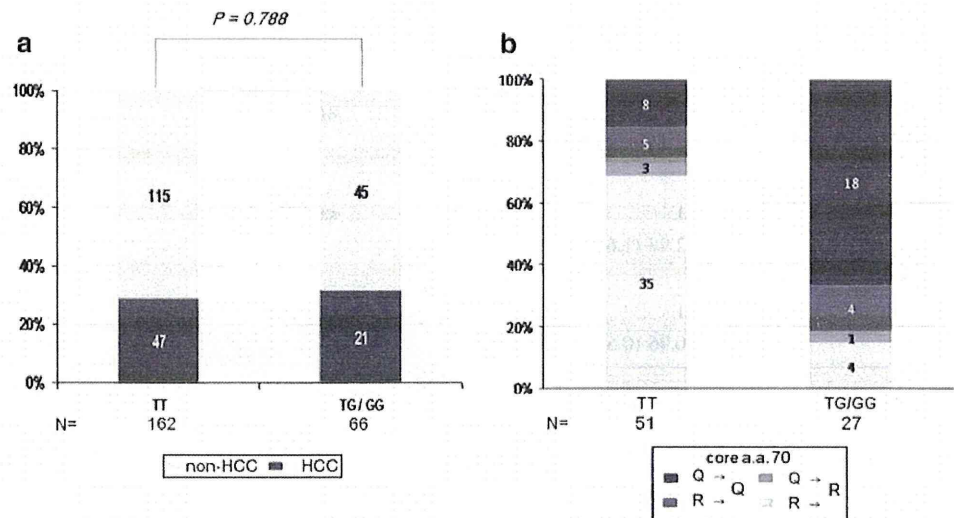 P = 0.788
a
100%
80%
60%
40%
20%
0%
115
45
47
21
TT
TG/GG
N=
162
66
non-HCC
HCC
b
100%
80%
60%
40%
20%
0%
8
5
3
35
18
4
1
4
TT
TG/GG
N=
51
27
core a.a.70
Q →
Q
R →
Q →
R
R →